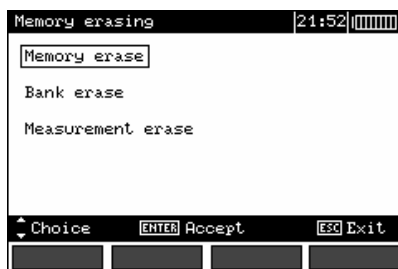 Memory erasing 21:52
Memory erase
Bank erase
Measurement erase
Choice ENTER Accept ESC Exit